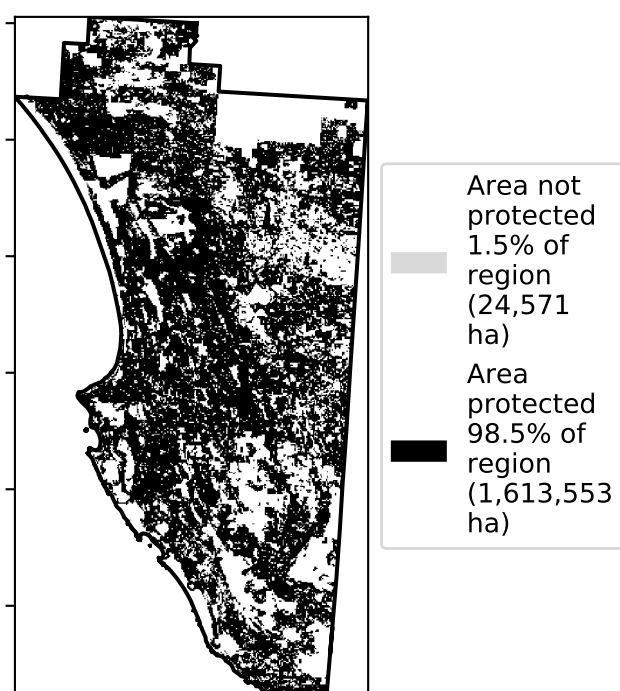 Area not
protected
1.5% of
region
(24,571
ha)
Area
protected
98.5% of
region
(1,613,553
ha)